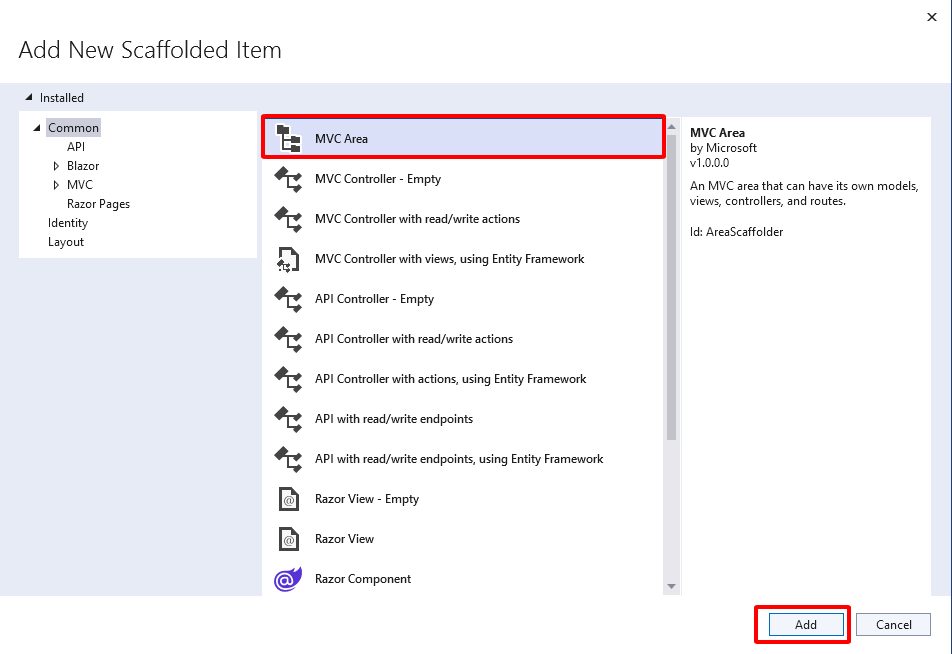 Add New Scaffolded Item
Installed
Common
API
Blazor
MVC
Razor Pages
Identity
Layout
MVC Area
MVC Controller - Empty
MVC Controller with read/write actions
MVC Controller with views, using Entity Framework
API Controller - Empty
API Controller with read/write actions
API Controller with actions, using Entity Framework
API with read/write endpoints
API with read/write endpoints, using Entity Framework
Razor View - Empty
Razor View
Razor Component
MVC Area
by Microsoft
v1.0.0.0
An MVC area that can have its own models,
views, controllers, and routes.
Id: AreaScaffolder
Add
Cancel